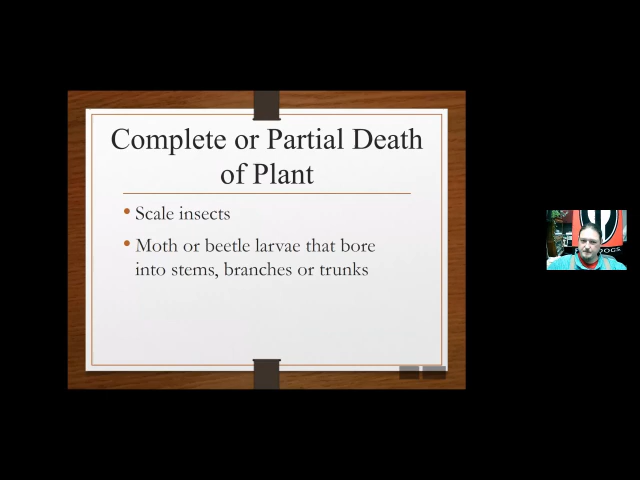 Complete or Partial Death
of Plant
• Scale insects
• Moth or beetle larvae that bore
into stems, branches or trunks